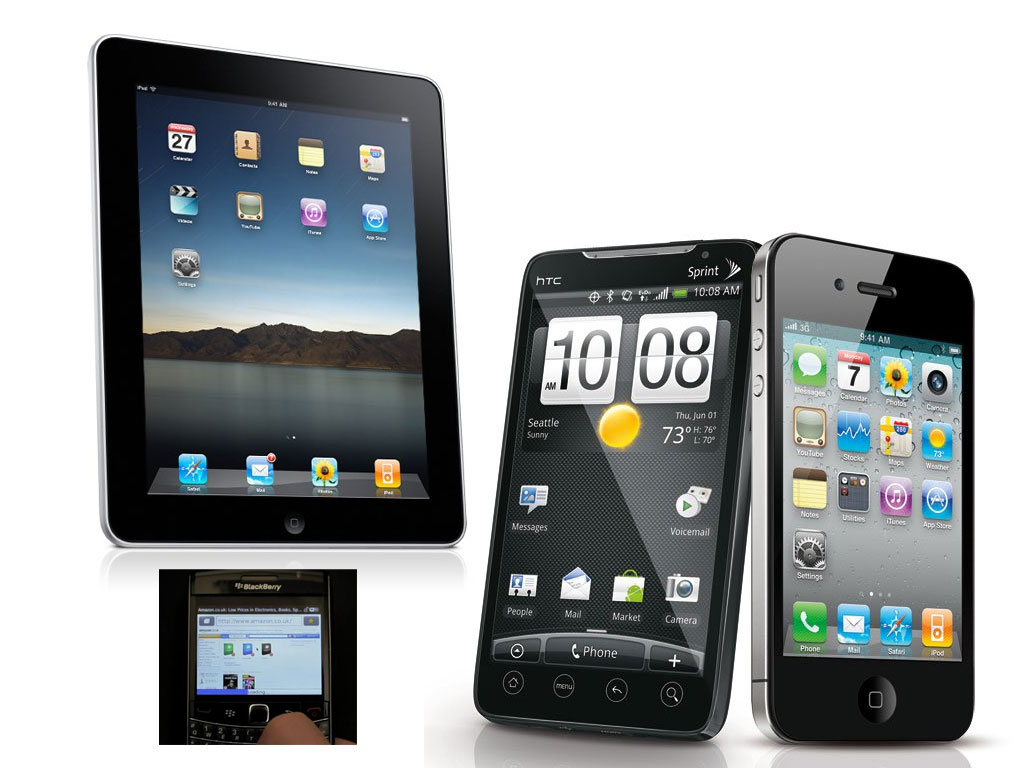 iPad
9:41 AM
27
Calendar
Contacts
Notes
Maps
Videos
YouTube
iTunes
App Store
Settings
Safari
Mail
Photos
iPod
hTC
Sprint
10:08 AM
10 08
AM
Seattle
Sunny
Thu, Jun 01
73° H: 76°
L: 70°
Messages
Voicemail
People
Mail
Market
Camera
Phone
menu
3G
9:41 AM
Monday
7
Messages
Calendar
Photos
Camera
280
73°
YouTube
Stocks
Maps
Weather
Notes
Utilities
iTunes
App Store
Settings
Phone
Mail
Safari
iPod
BlackBerry
Amazon.co.uk: Low Prices in Electronics, Books, Sp...
http://www.amazon.co.uk/
Loading